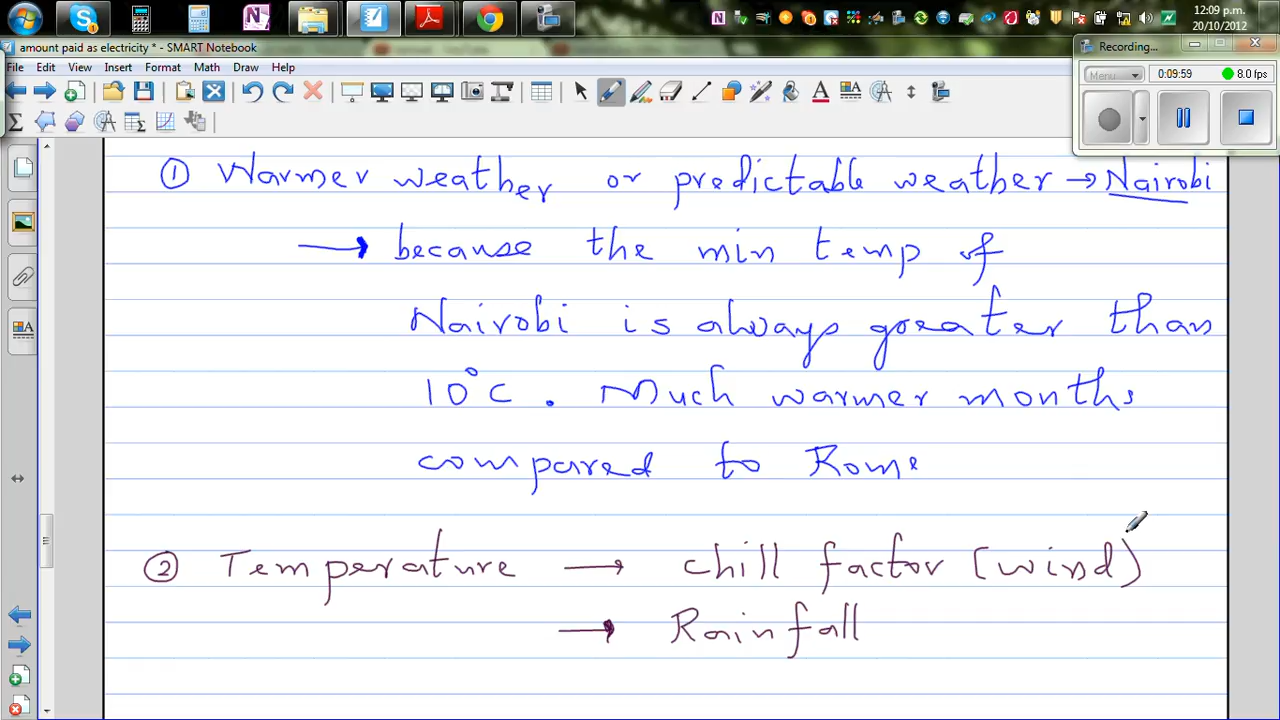 12:09 p.m.
20/10/2012
amount paid as electricity * - SMART Notebook
Recording...
File Edit View Insert Format Math Draw Help
Menu 00:09:59 8.0 fps
① Warmer weather or predictable weather → Nairobi
→ because the min temp of
Nairobi is always greater than
10°C. Much warmer months
compared to Rome
② Temperature → chill factor (wind)
→ Rainfall